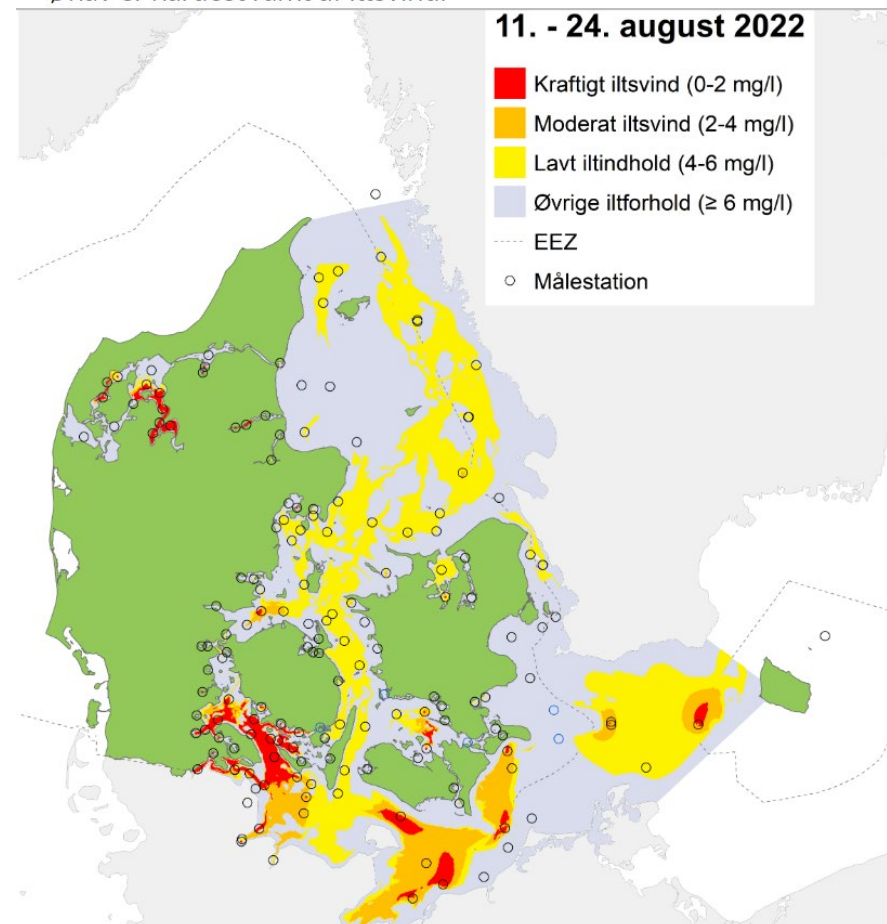 11. - 24. august 2022
Kraftigt iltsvind (0-2 mg/l)
Moderat iltsvind (2-4 mg/l)
Lavt iltindhold (4-6 mg/l)
Øvrige iltforhold (≥ 6 mg/l)
EEZ
Målestation